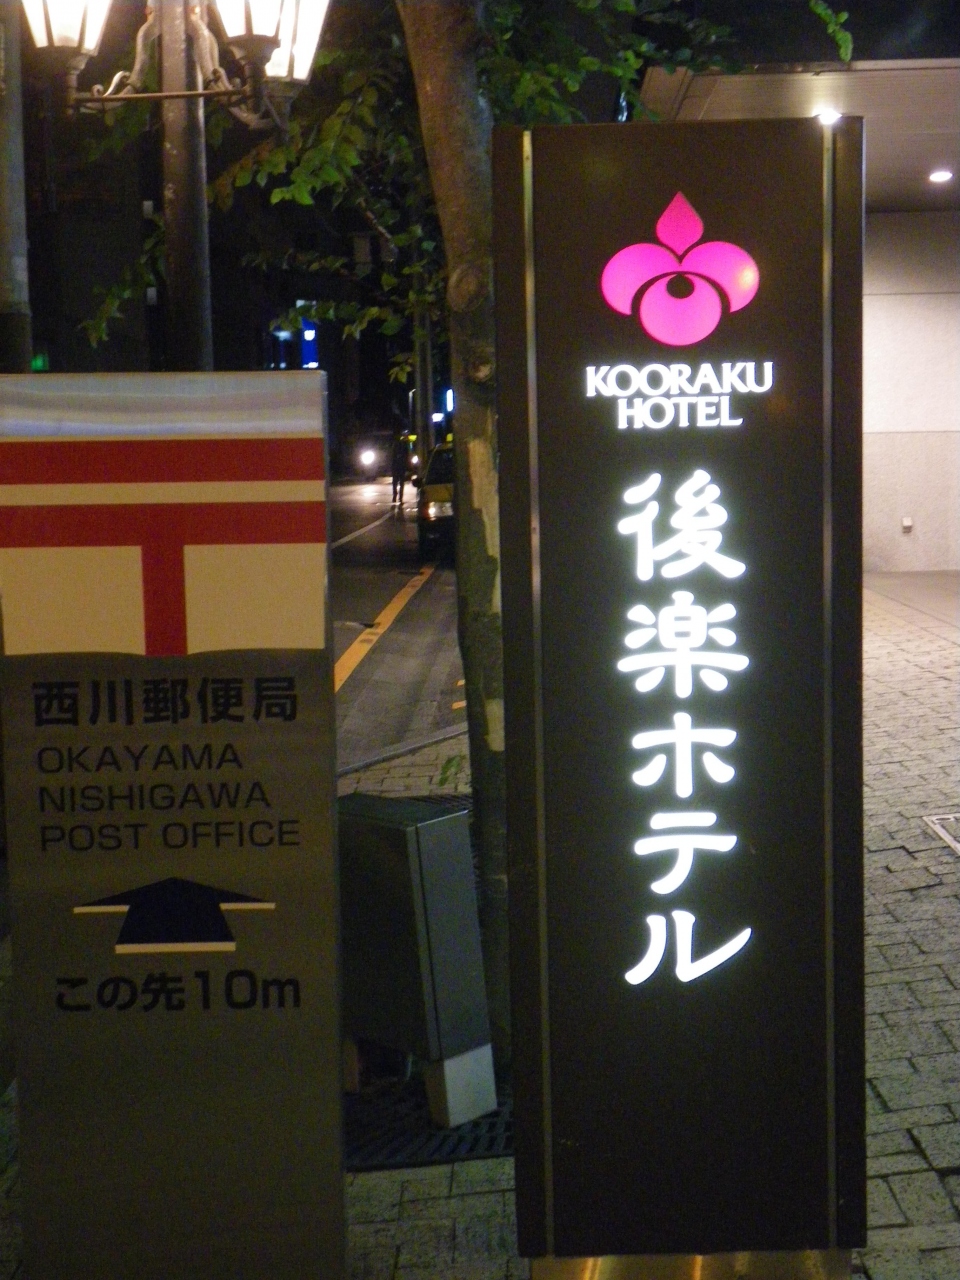 西川郵便局
OKAYAMA
NISHIGAWA
POST OFFICE
この先10m
KOORAKU
HOTEL
後楽ホテル